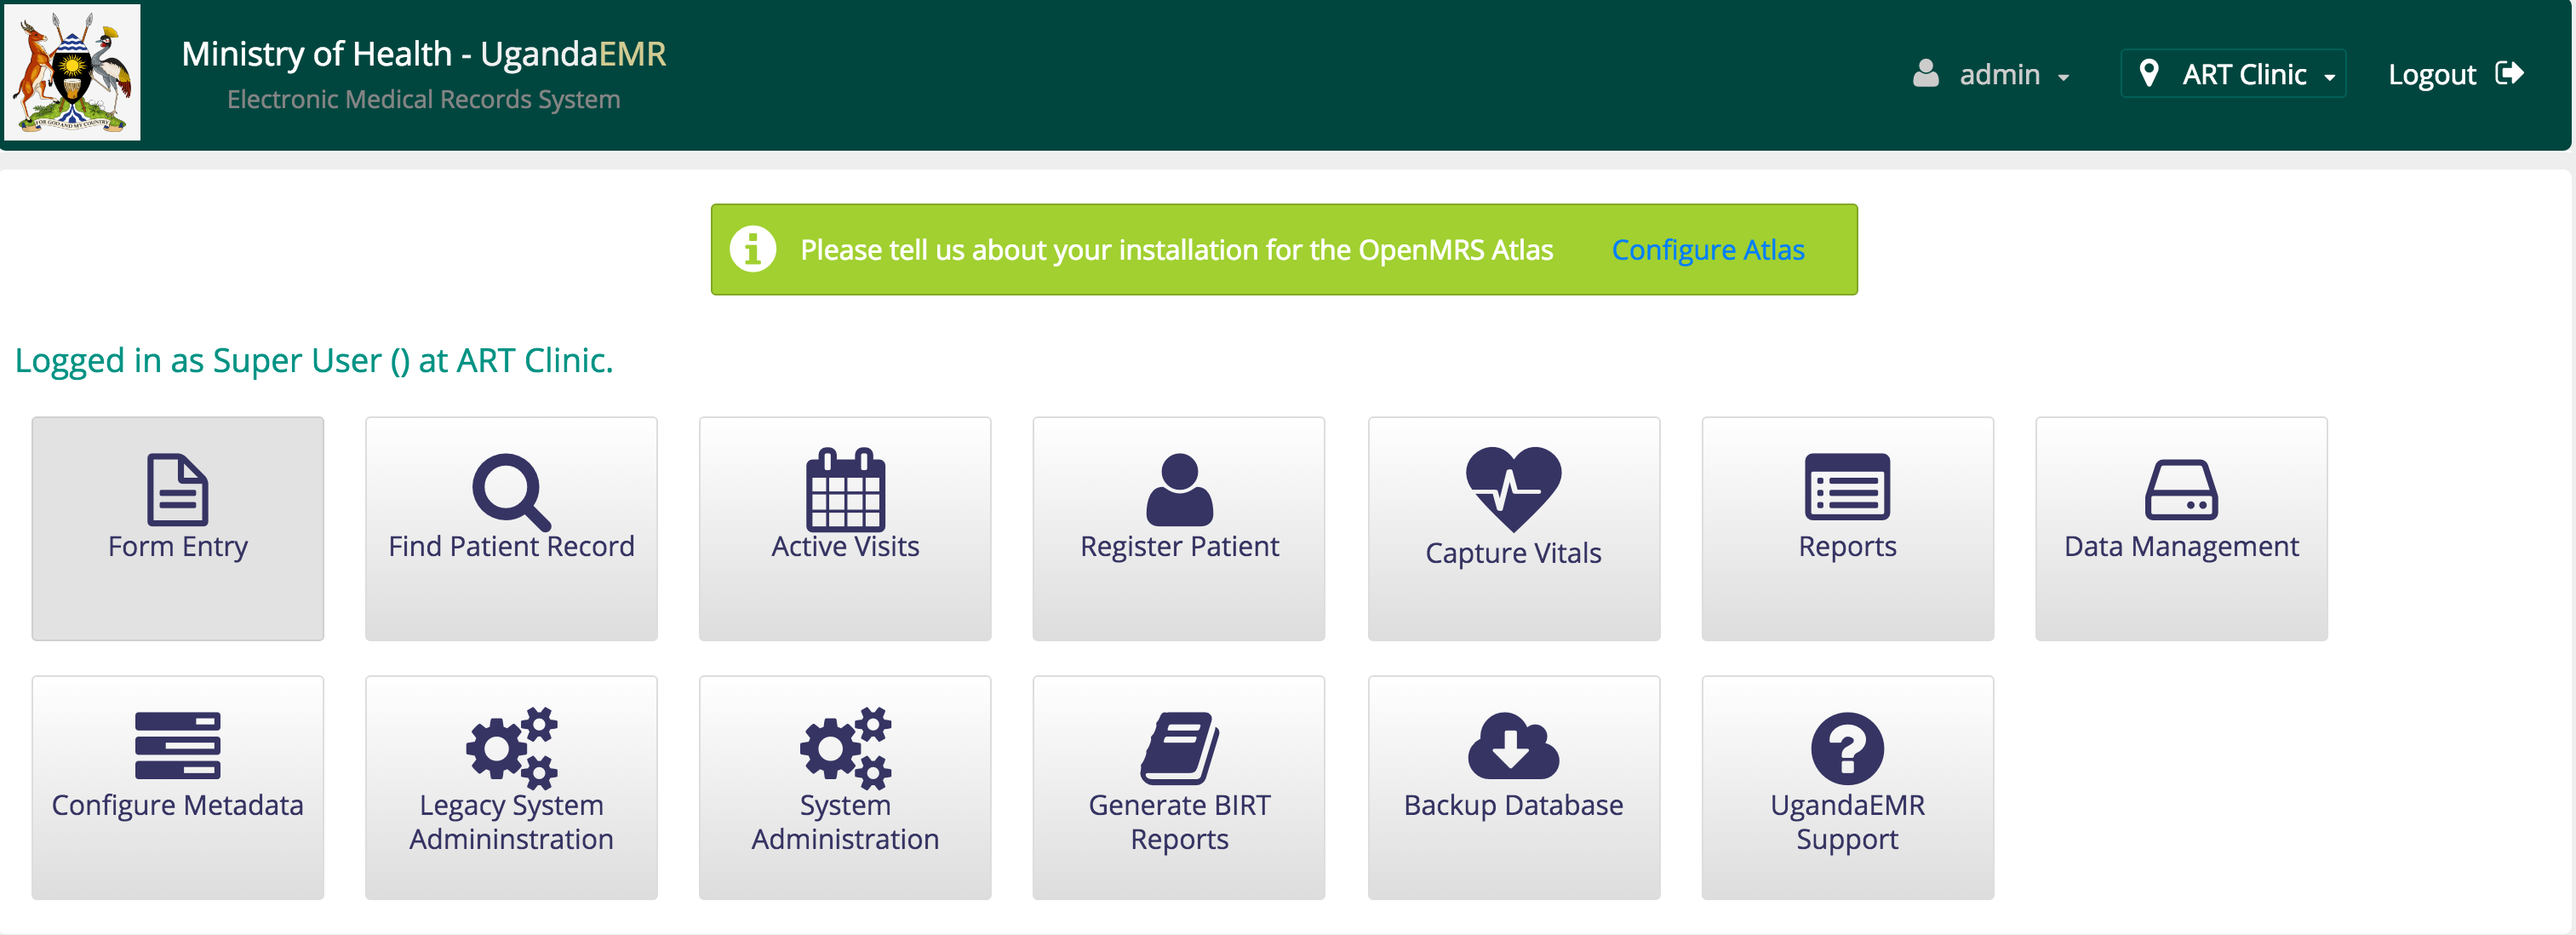 Ministry of Health - UgandaEMR
Electronic Medical Records System
admin
ART Clinic
Logout
FOR GOD AND MY COUNTRY
Please tell us about your installation for the OpenMRS Atlas Configure Atlas
Logged in as Super User () at ART Clinic.
Form Entry
Find Patient Record
Active Visits
Register Patient
Capture Vitals
Reports
Data Management
Configure Metadata
Legacy System
Admininstration
System
Administration
Generate BIRT
Reports
Backup Database
UgandaEMR
Support